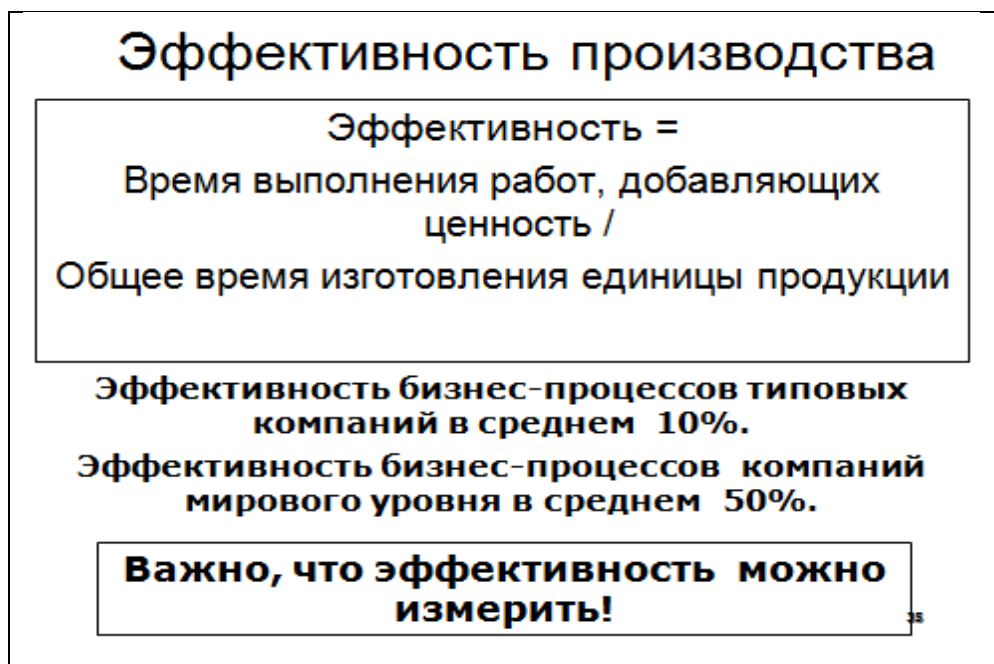 Эффективность производства
Эффективность =
Время выполнения работ, добавляющих
ценность /
Общее время изготовления единицы продукции
Эффективность бизнес-процессов типовых
компаний в среднем 10%.
Эффективность бизнес-процессов компаний
мирового уровня в среднем 50%.
Важно, что эффективность можно
измерить!
35